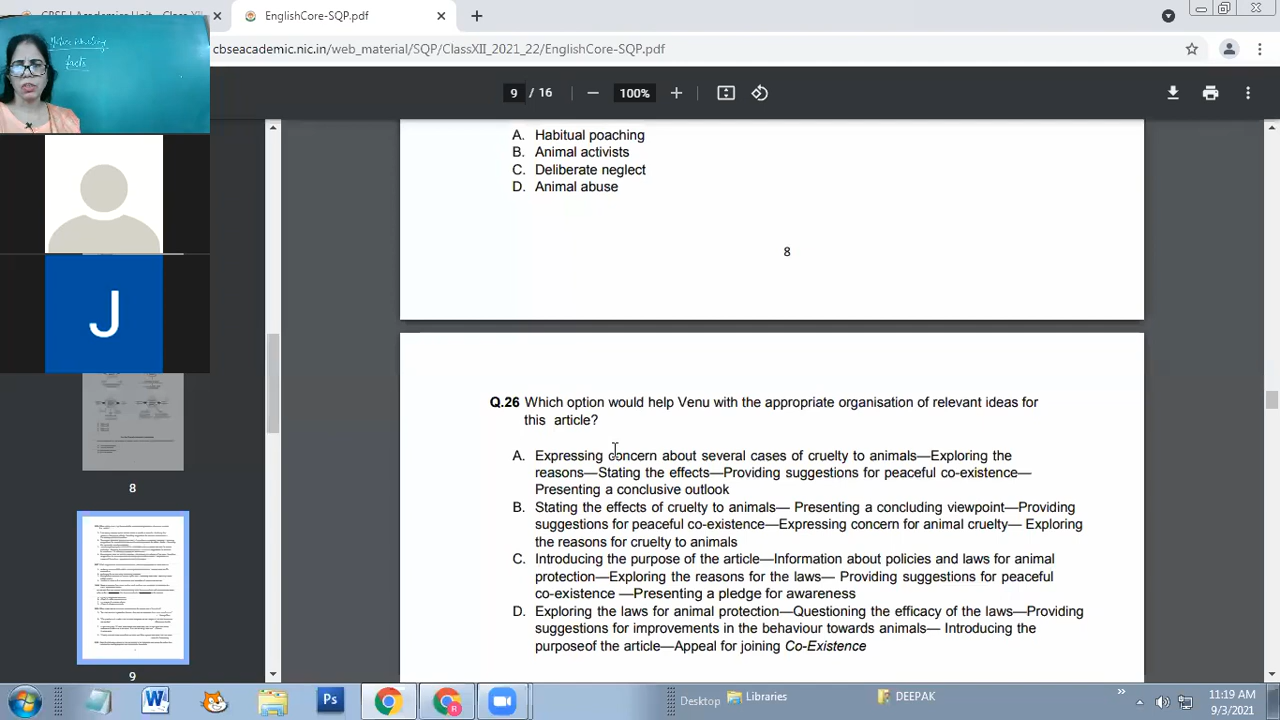 EnglishCore-SQP.pdf
cbseacademic.nic.in/web_material/SQP/ClassXII_2021_22/EnglishCore-SQP.pdf
9 / 16
100%
facts
A. Habitual poaching
B. Animal activists
C. Deliberate neglect
D. Animal abuse
8
J
Q.26 Which option would help Venu with the appropriate organisation of relevant ideas for
this article?
A. Expressing concern about several cases of cruelty to animals—Exploring the
reasons—Stating the effects—Providing suggestions for peaceful co-existence—
Presenting a conclusive outlook
B. Stating the effects of cruelty to animals— Presenting a concluding viewpoint—Providing
suggestions for peaceful co-existence—Expressing concern for animal cruelty—Exploring
reasons for cruelty to animals
C. Introducing the purpose of the article—Information about policies and laws for animal
protection—Exploring the reasons for the laws—Providing suggestions for peaceful
co-existence —Presenting a pledge for awareness
D. Exploring the laws for animal protection—Questioning the efficacy of the laws—Providing
suggestions for improvements in the behaviour towards animals— Introducing the
purposeof the article—Appeal for joining Co-Existence
8
9
Desktop
Libraries
DEEPAK
11:19 AM
9/3/2021